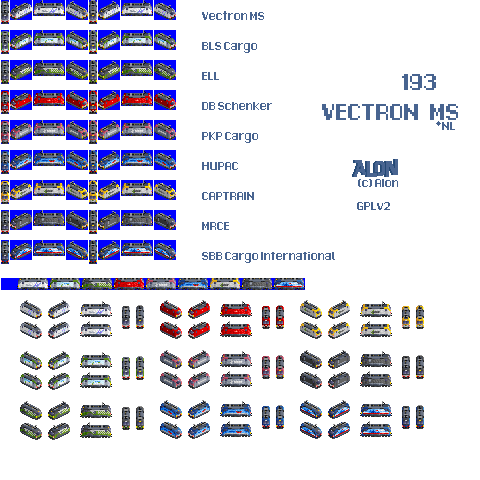 Vectron MS
BLS Cargo
ELL
DB Schenker
PKP Cargo
HUPAC
CAPTRAIN
MRCE
SBB Cargo International
193
VECTRON MS
*NL
ALON
(c) Alon
GPLv2